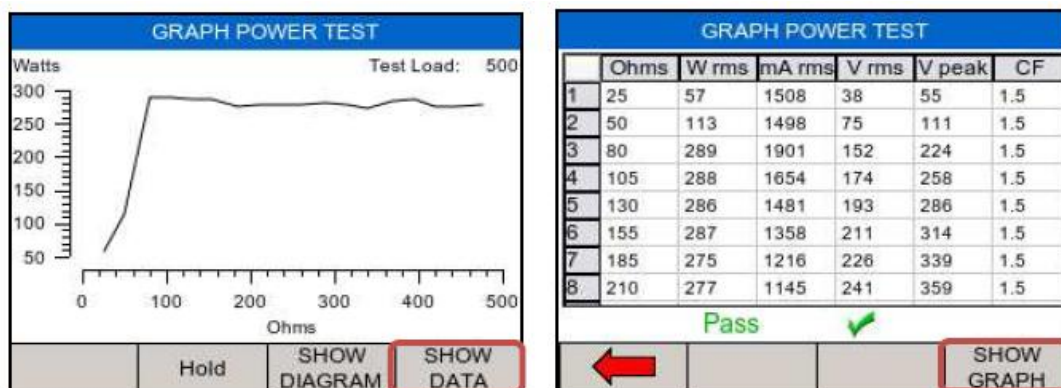 GRAPH POWER TEST
Watts Test Load: 500
300
250
200
150
100
50
0 100 200 300 400 500
Ohms
Hold SHOW DIAGRAM SHOW DATA
GRAPH POWER TEST
Ohms W rms mA rms V rms V peak CF
1 25 57 1508 38 55 1.5
2 50 113 1498 75 111 1.5
3 80 289 1901 152 224 1.5
4 105 288 1654 174 258 1.5
5 130 286 1481 193 286 1.5
6 155 287 1358 211 314 1.5
7 185 275 1216 226 339 1.5
8 210 277 1145 241 359 1.5
Pass
SHOW GRAPH